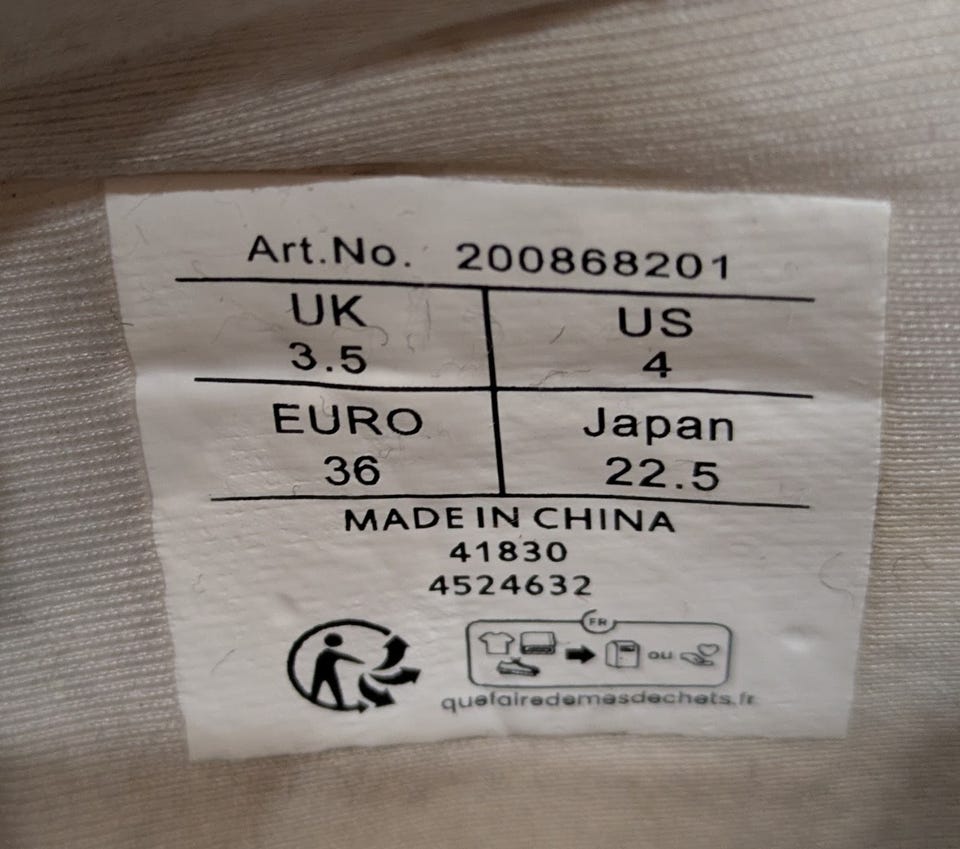 Art.No. 200868201
UK US
3.5 4
EURO Japan
36 22.5
MADE IN CHINA
41830
4524632
FR
ou
quefairedemesdechets.fr